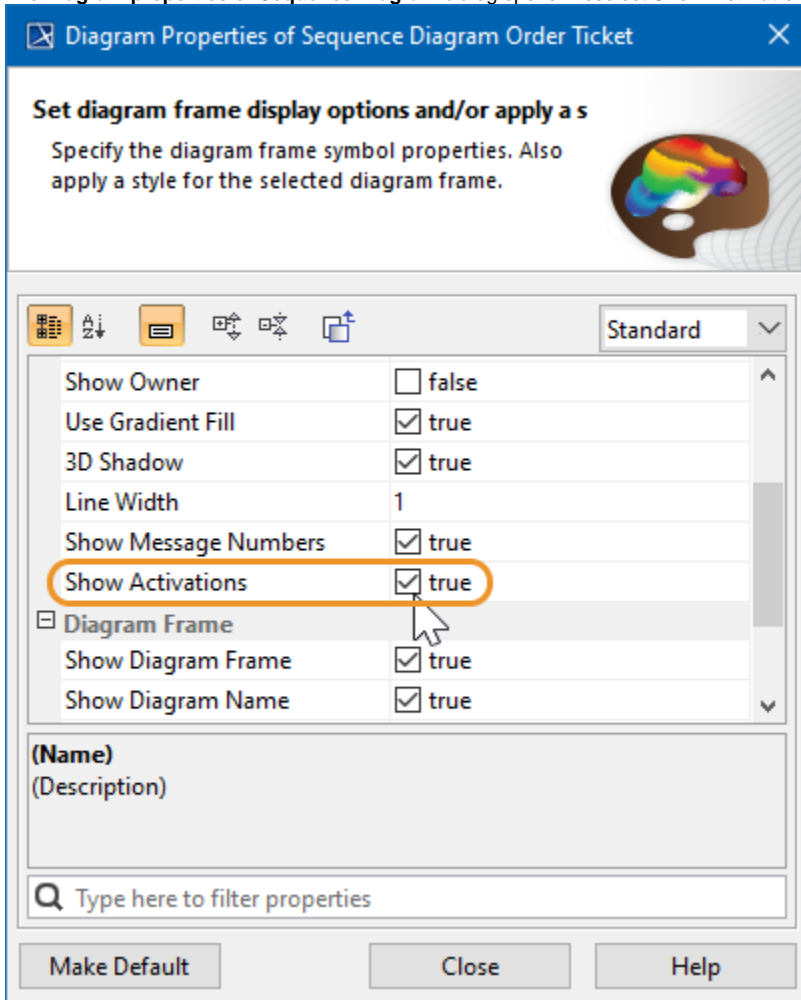 Diagram Properties of Sequence Diagram Order Ticket
Set diagram frame display options and/or apply a s
Specify the diagram frame symbol properties. Also
apply a style for the selected diagram frame.
Standard
Show Owner false
Use Gradient Fill true
3D Shadow true
Line Width 1
Show Message Numbers true
Show Activations true
Diagram Frame
Show Diagram Frame true
Show Diagram Name true
(Name)
(Description)
Type here to filter properties
Make Default Close Help